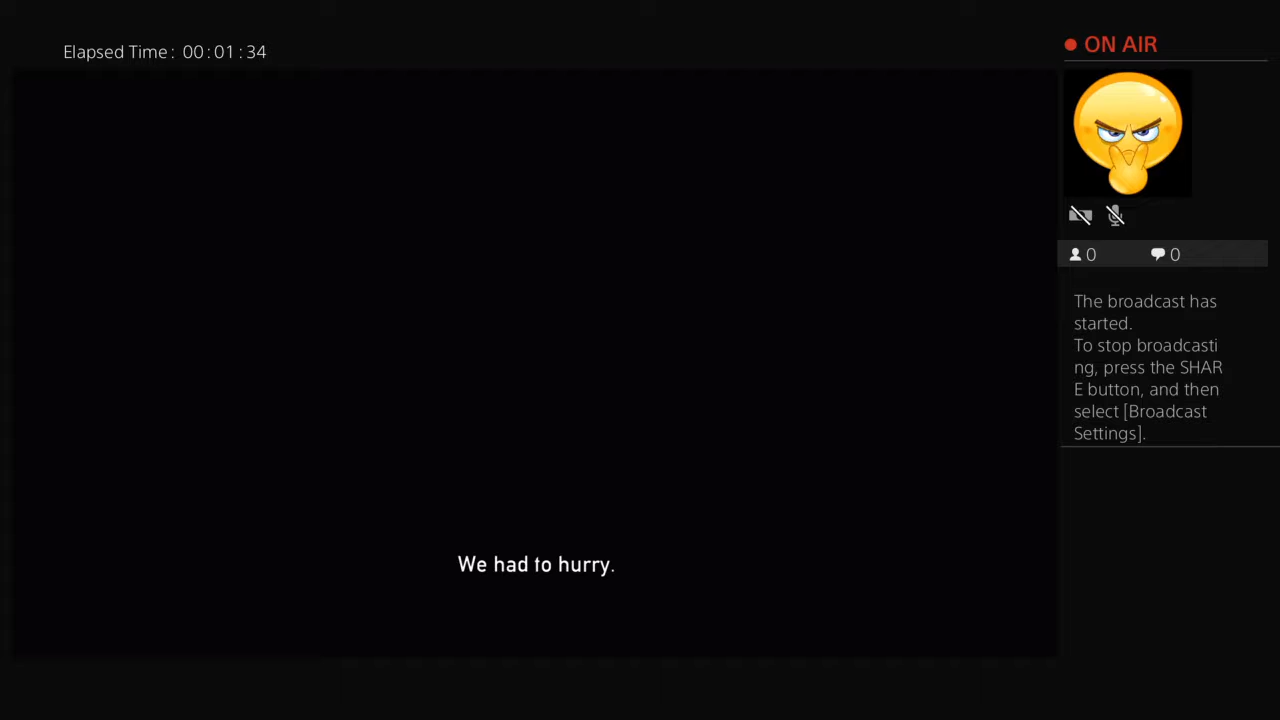 Elapsed Time: 00:01:34
ON AIR
0 0
The broadcast has
started.
To stop broadcasti
ng, press the SHAR
E button, and then
select [Broadcast
Settings].
We had to hurry.